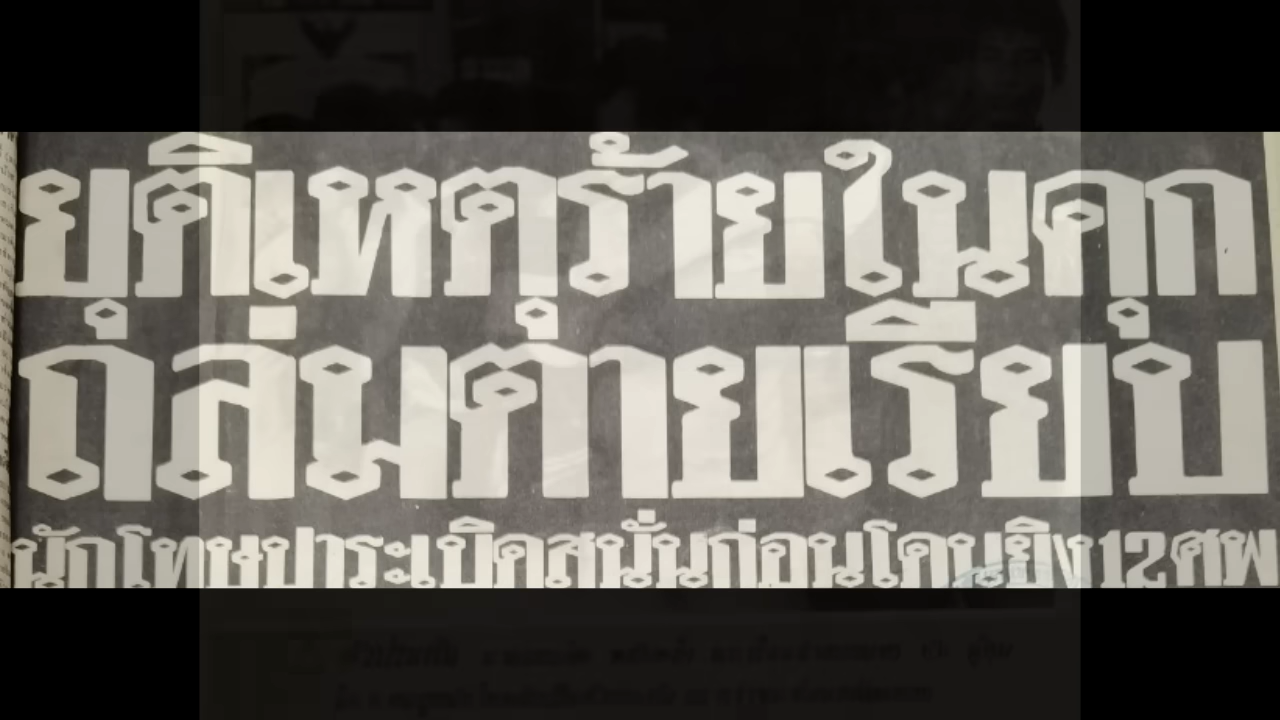 ยุติเหตุร้ายในคุก
ถล่มตายเรียบ
นักโทษปาระเบิดสนั่นก่อนโดนยิง12ศพ